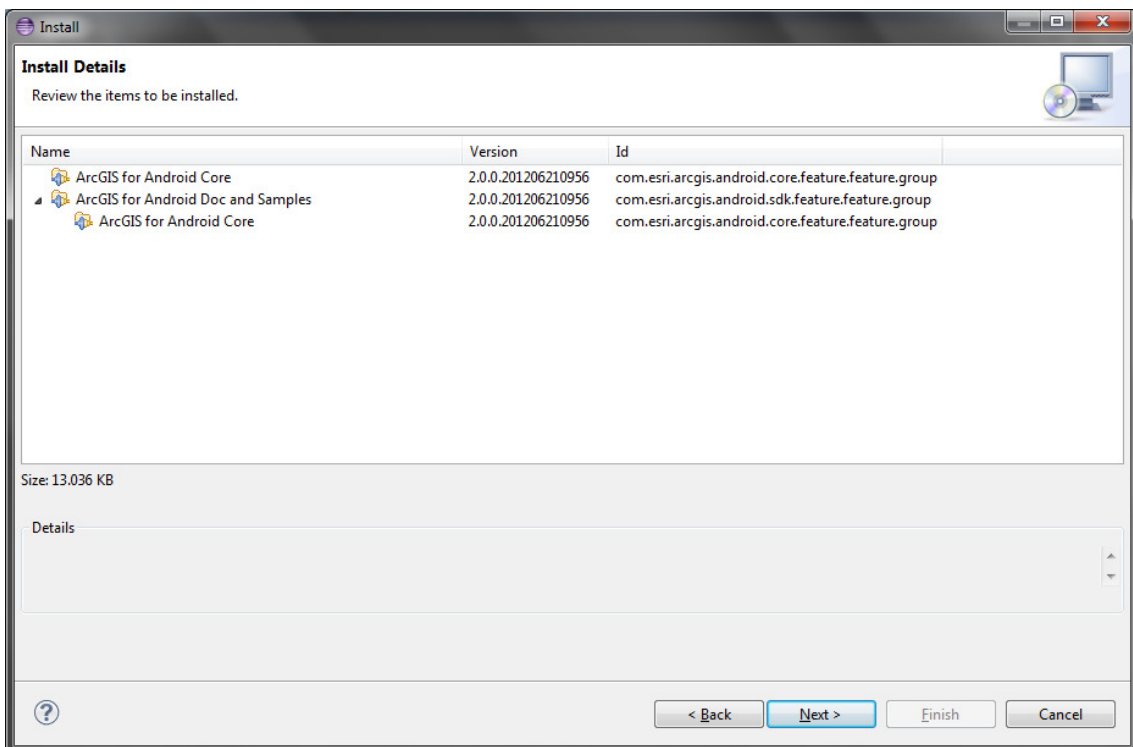 Install
Install Details
Review the items to be installed.
Name Version Id
ArcGIS for Android Core 2.0.0.201206210956 com.esri.arcgis.android.core.feature.feature.group
ArcGIS for Android Doc and Samples 2.0.0.201206210956 com.esri.arcgis.android.sdk.feature.feature.group
ArcGIS for Android Core 2.0.0.201206210956 com.esri.arcgis.android.core.feature.feature.group
Size: 13.036 KB
Details
< Back Next > Finish Cancel